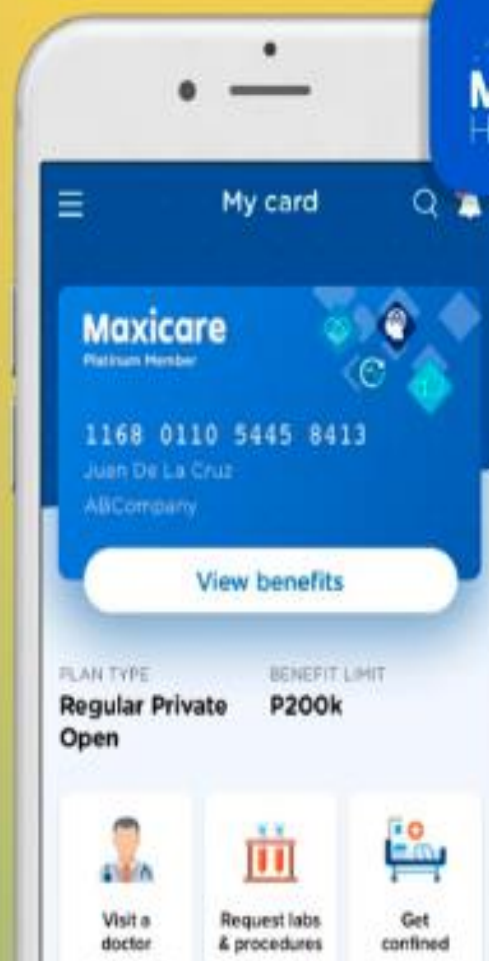 My card
Maxicare
Platinum Member
1168 0110 5445 8413
Juan De La Cruz
ABCompany
View benefits
PLAN TYPE
BENEFIT LIMIT
Regular Private
Open
P200k
Visit a
doctor
Request labs
& procedures
Get
confined